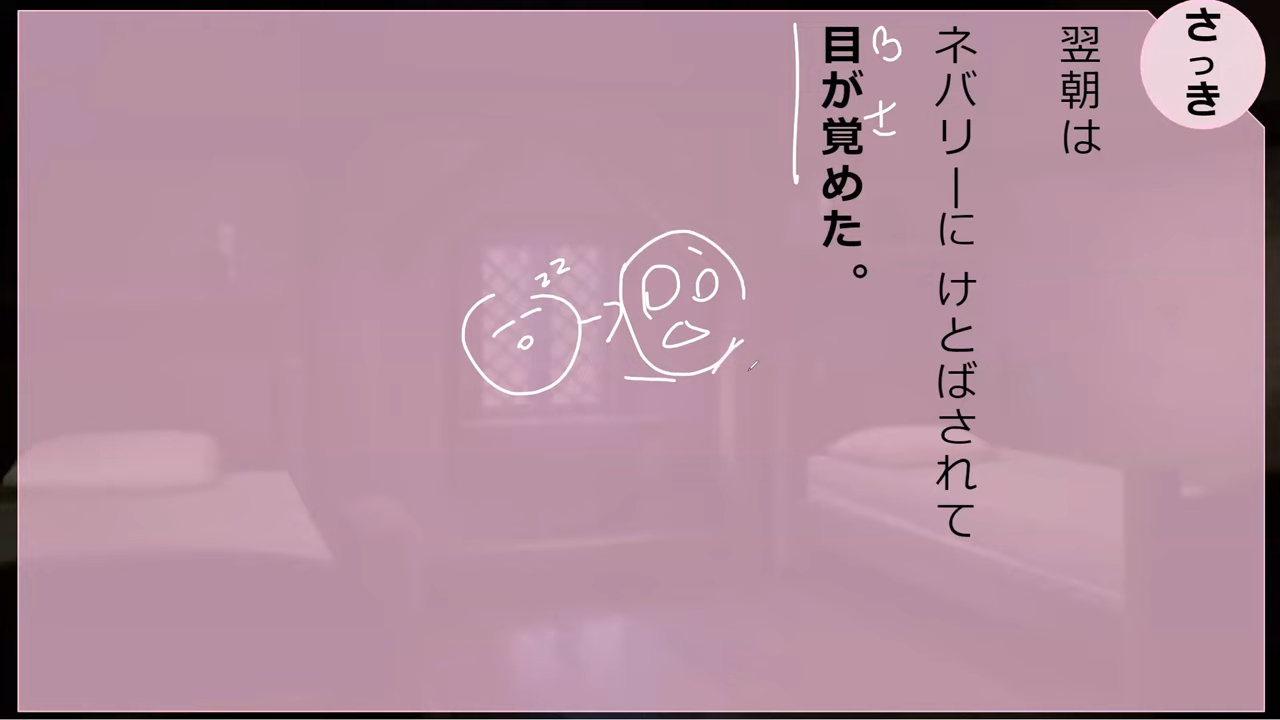 さっき
翌朝は
ネバリーに けとばされて
目が覚めた。
zz